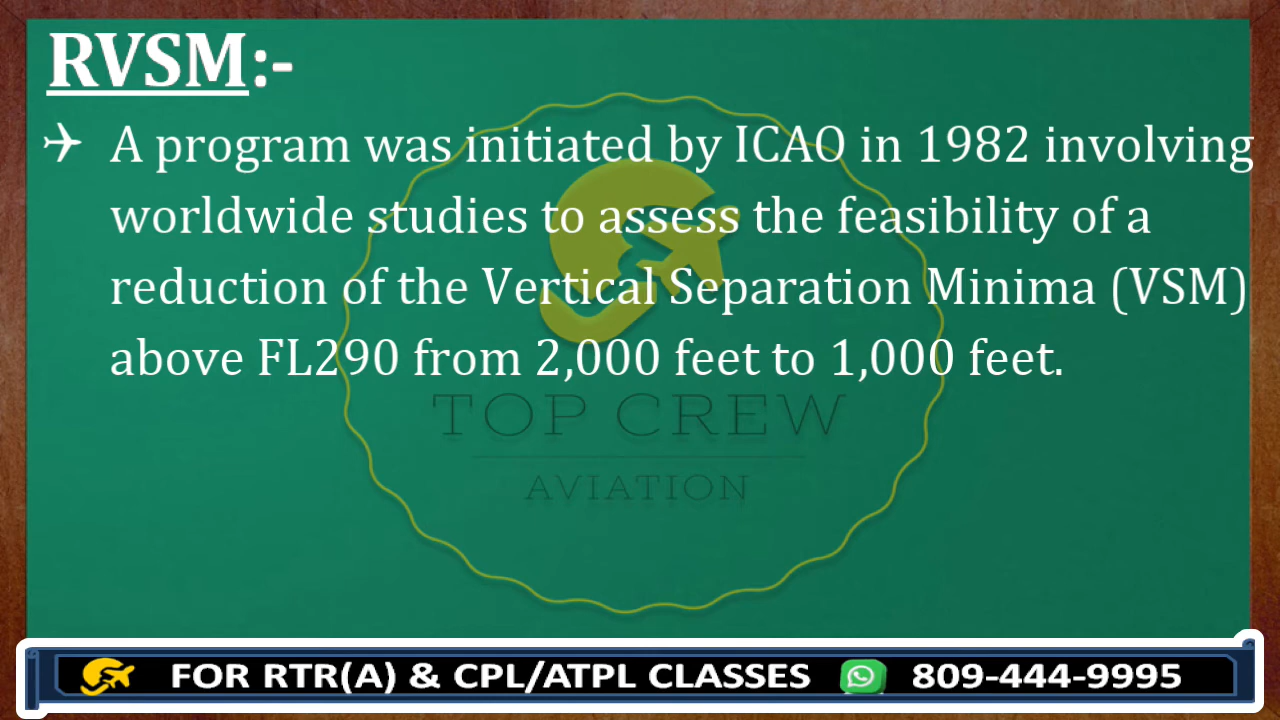 RVSM:-
✈ A program was initiated by ICAO in 1982 involving
worldwide studies to assess the feasibility of a
reduction of the Vertical Separation Minima (VSM)
above FL290 from 2,000 feet to 1,000 feet.
TOP CREW
AVIATION
FOR RTR(A) & CPL/ATPL CLASSES 809-444-9995